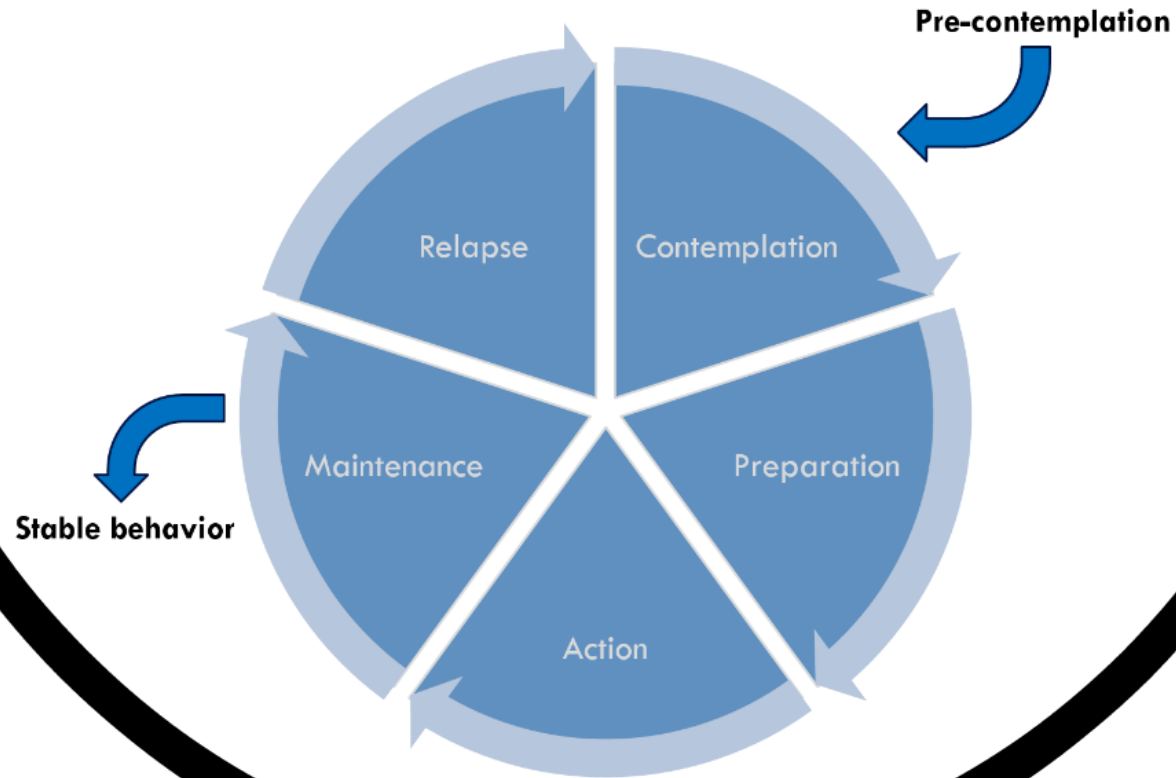 Pre-contemplation
Relapse
Contemplation
Maintenance
Preparation
Stable behavior
Action